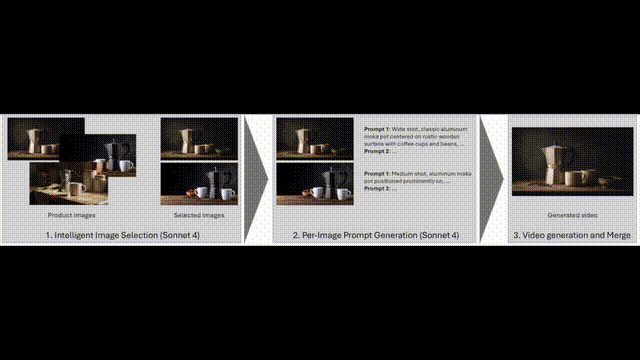 Product images
Selected images
1. Intelligent Image Selection (Sonnet 4)
Prompt 1: Wide shot, classic aluminum
moka pot centered on rustic wooden
surface with coffee cups and beans, ...
Prompt 2: ...
Prompt 1: Medium shot, aluminum moka
pot positioned prominently on, ...
Prompt 2: ...
2. Per-Image Prompt Generation (Sonnet 4)
Generated video
3. Video generation and Merge